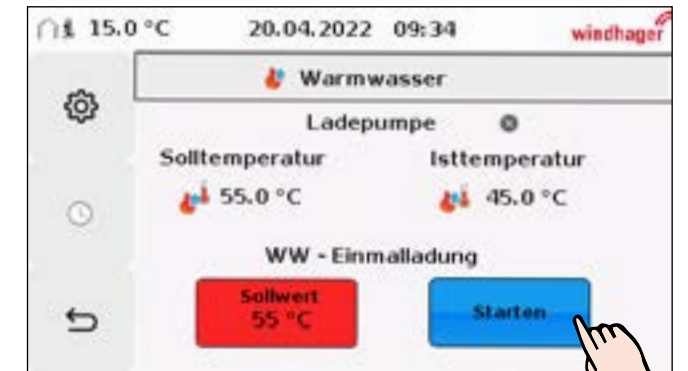 15.0 °C 20.04.2022 09:34 windhager
Warmwasser
Ladepumpe
Solltemperatur Isttemperatur
55.0 °C 45.0 °C
WW - Einmalladung
Sollwert Starten
55 °C